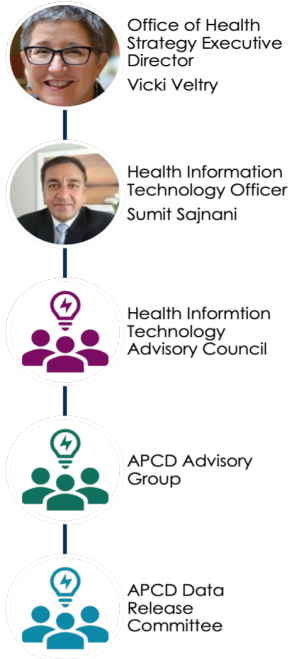 Office of Health
Strategy Executive
Director
Vicki Veltry
Health Information
Technology Officer
Sumit Sajnani
Health Informtion
Technology
Advisory Council
APCD Advisory
Group
APCD Data
Release
Committee